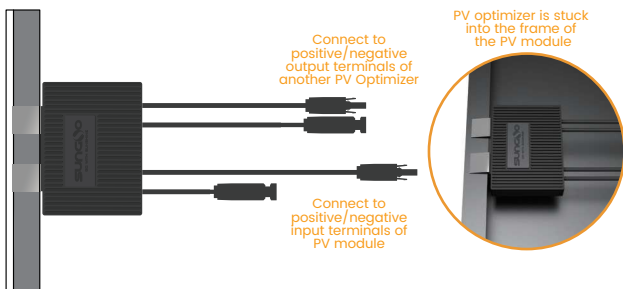 Connect to
positive/negative
output terminals of
another PV Optimizer
PV optimizer is stuck
into the frame of
the PV module
sungo
Connect to
positive/negative
input terminals of
PV module